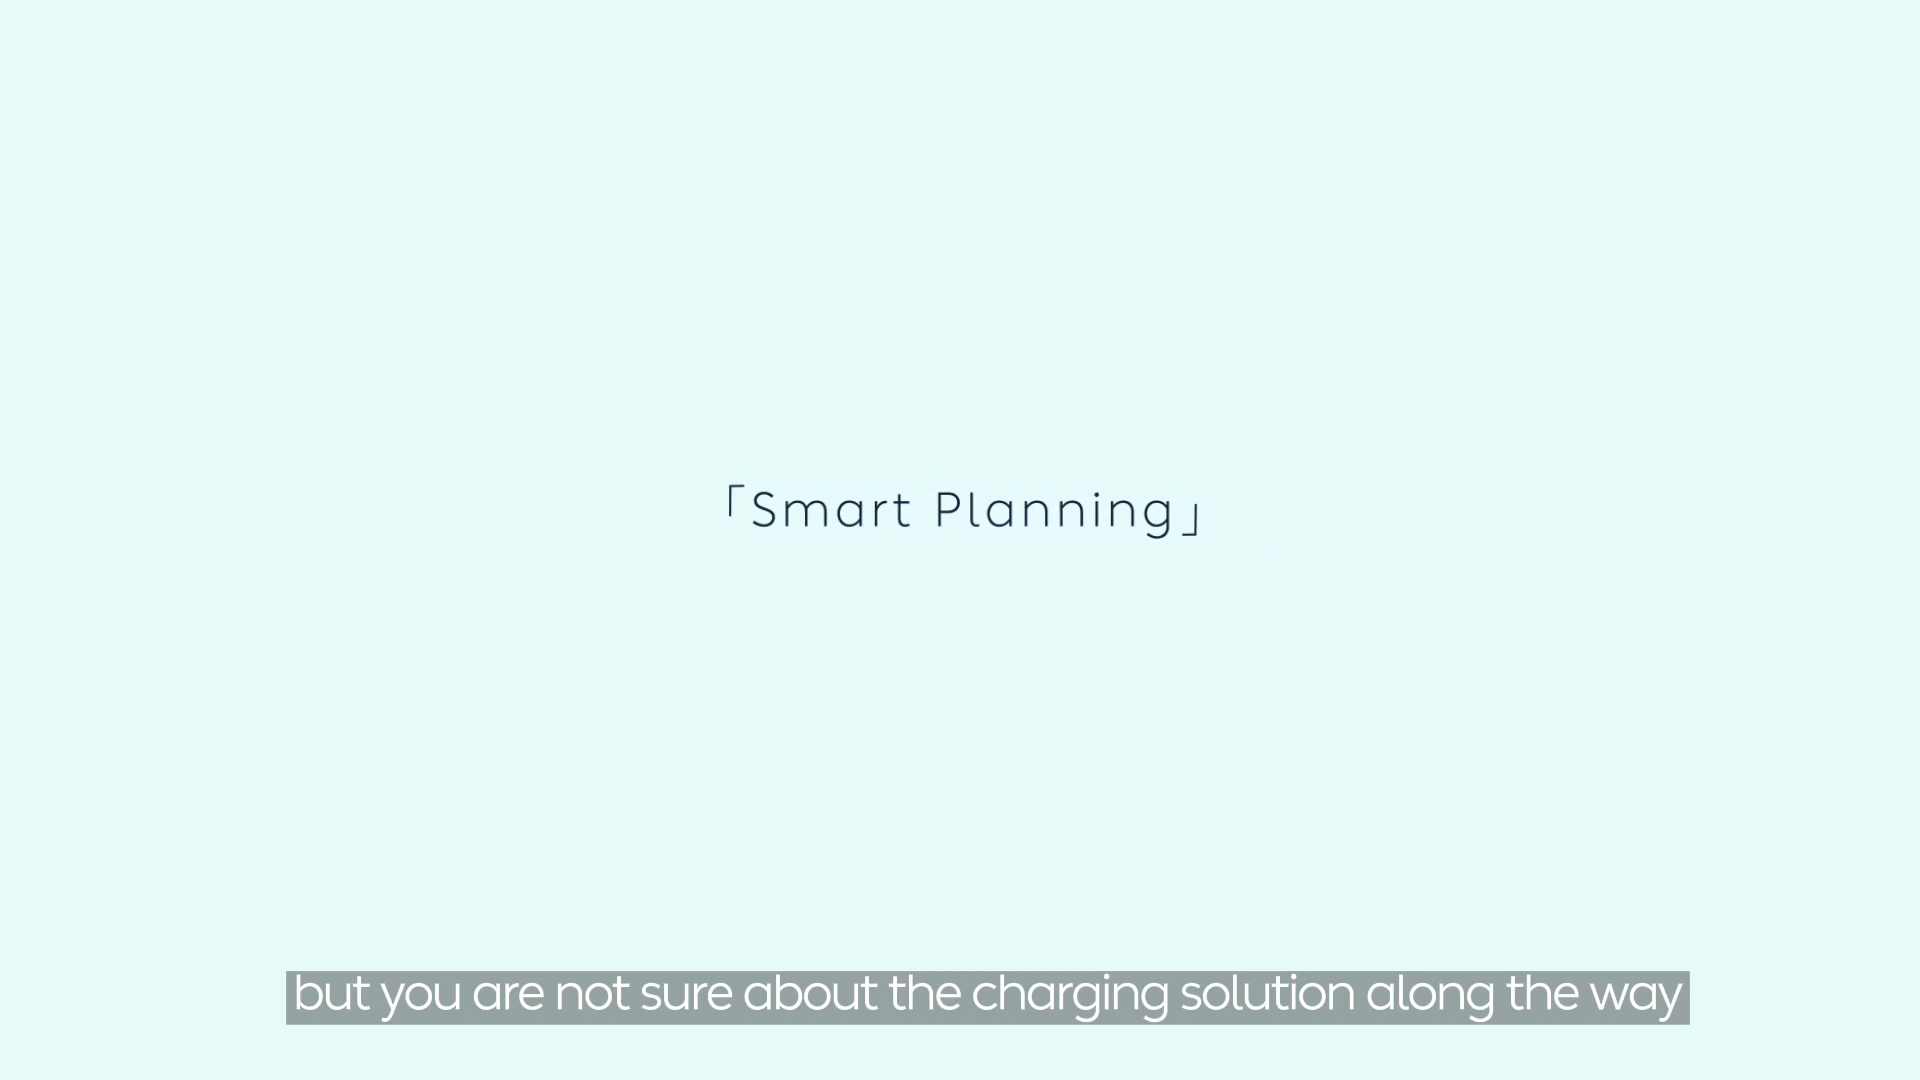 「Smart Planning」
but you are not sure about the charging solution along the way